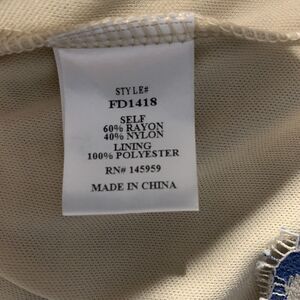 STYLE#
FD1418
SELF
60% RAYON
40% NYLON
LINING
100% POLYESTER
RN# 145959
MADE IN CHINA